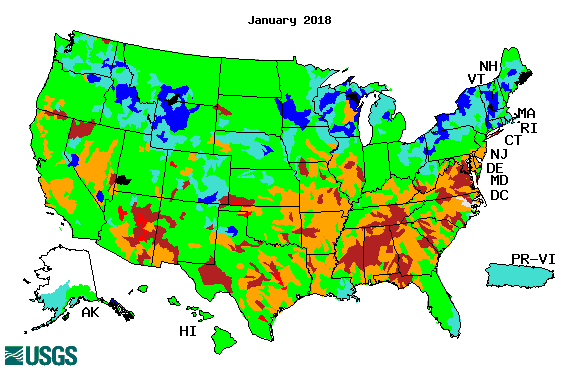 January 2018
NH
VT
MA
RI
CT
NJ
DE
MD
DC
PR-VI
AK
HI
USGS